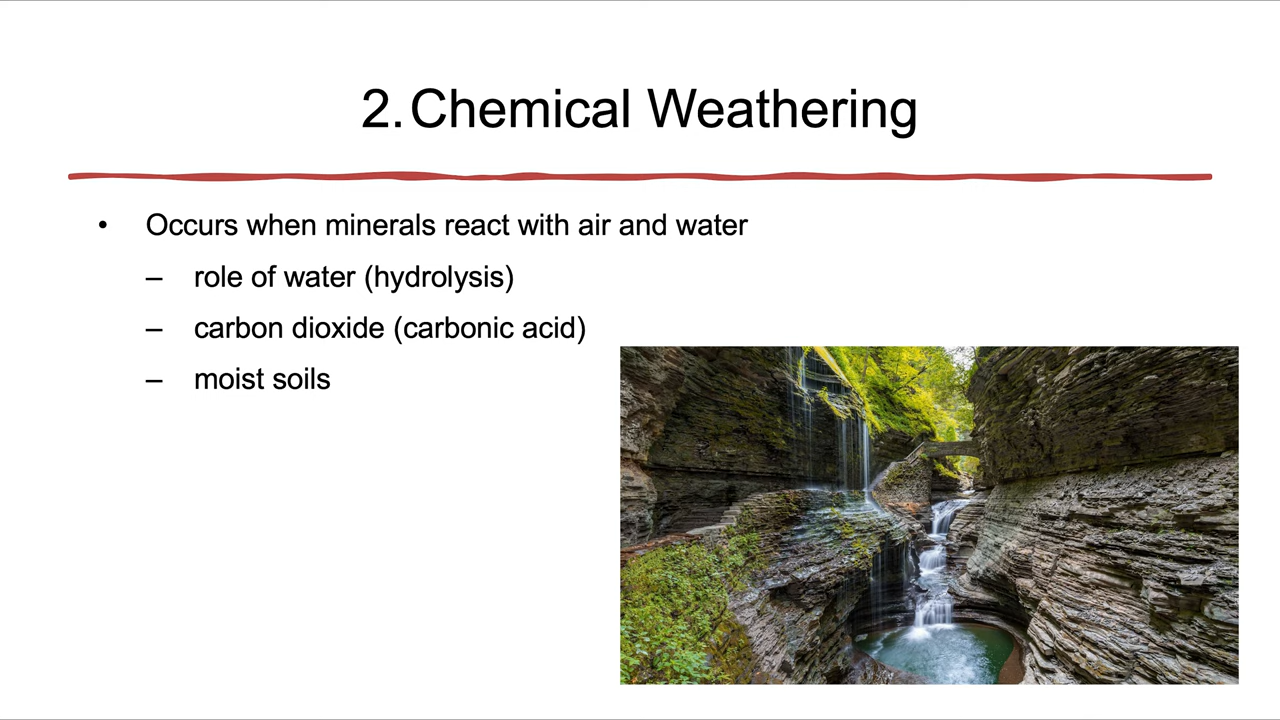 2. Chemical Weathering
• Occurs when minerals react with air and water
– role of water (hydrolysis)
– carbon dioxide (carbonic acid)
– moist soils